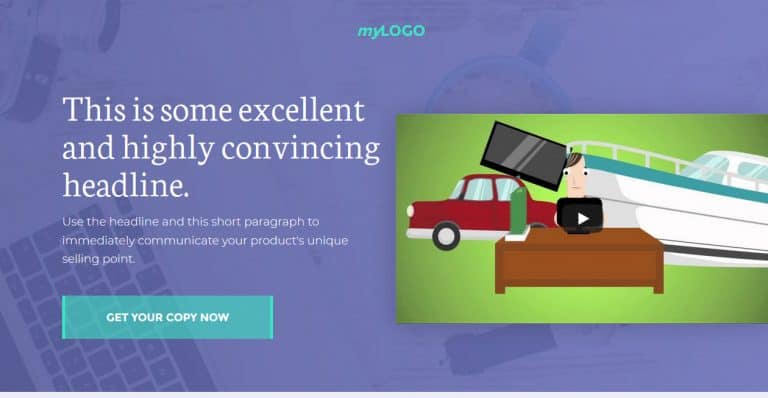 myLOGO
This is some excellent
and highly convincing
headline.
Use the headline and this short paragraph to
immediately communicate your product's unique
selling point.
GET YOUR COPY NOW